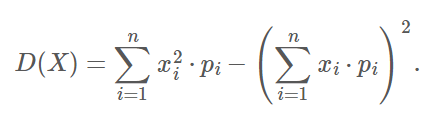 D(X) = \sum_{i=1}^{n} x_i^2 \cdot p_i - \left( \sum_{i=1}^{n} x_i \cdot p_i \right)^2.